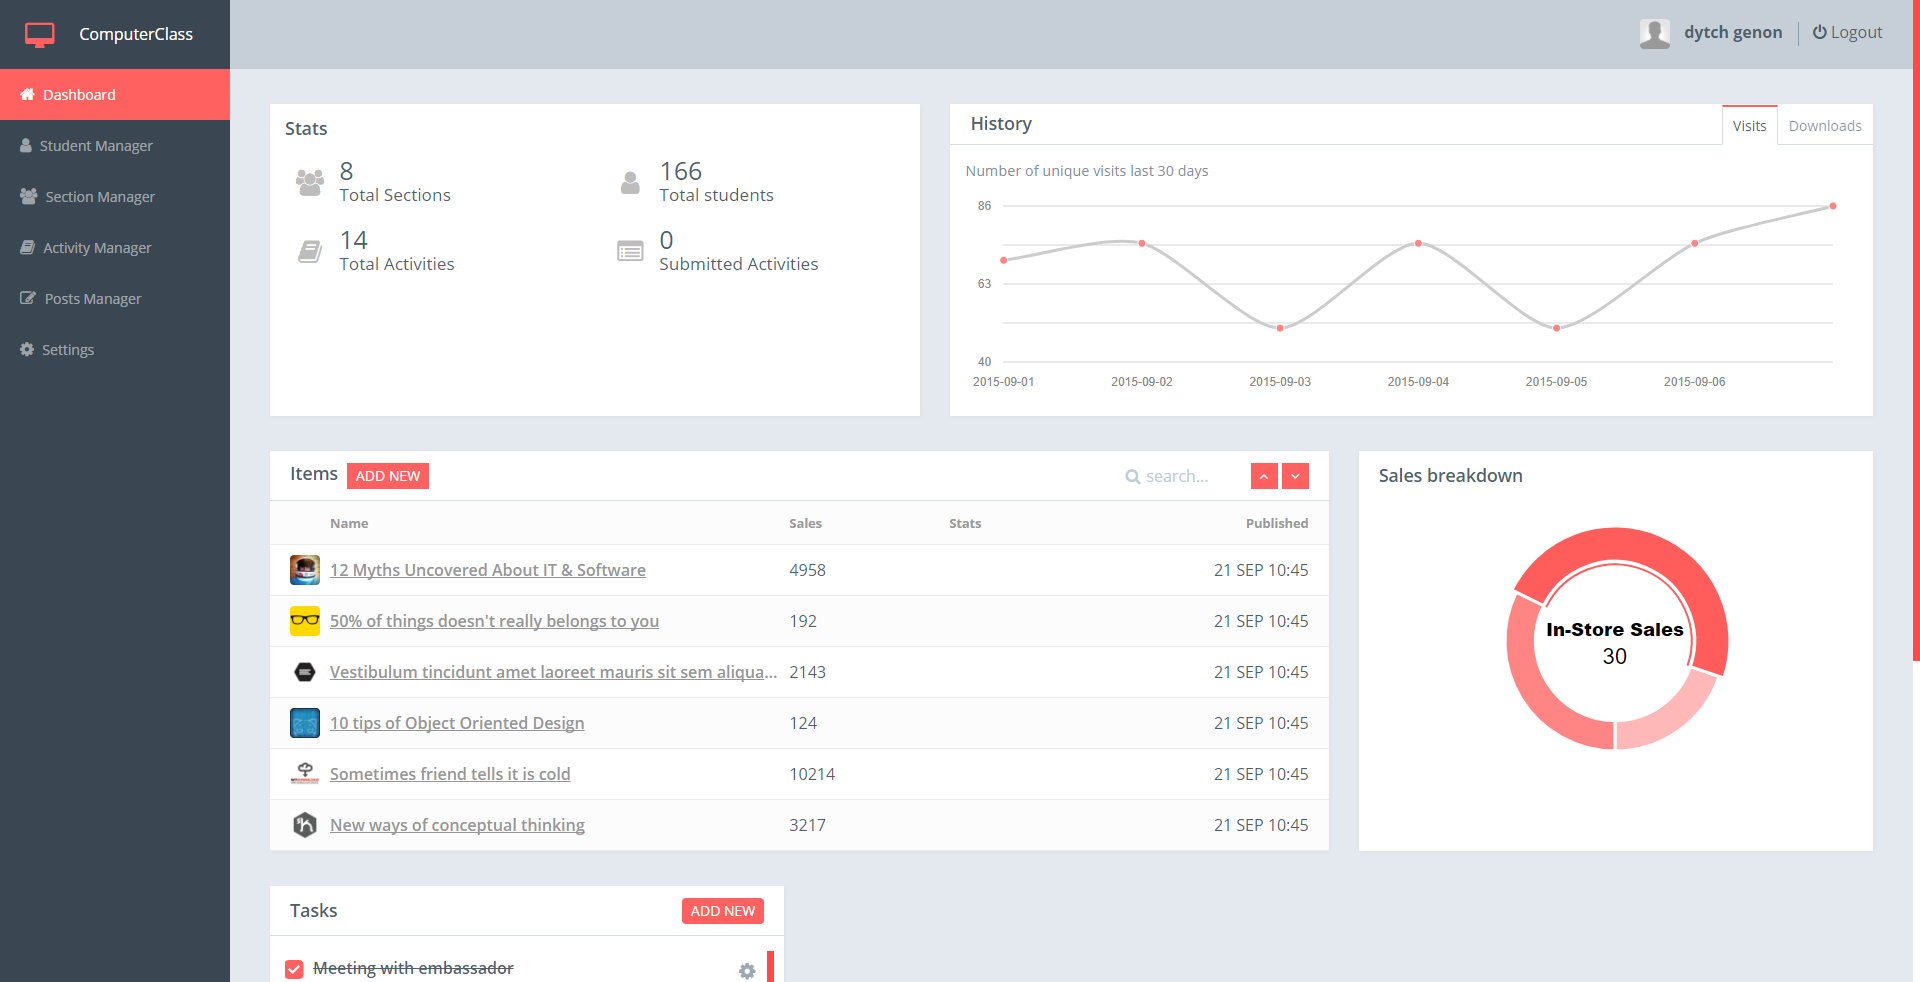 ComputerClass
dytch genon
Logout
Dashboard
Student Manager
Section Manager
Activity Manager
Posts Manager
Settings
Stats
8
Total Sections
166
Total students
14
Total Activities
0
Submitted Activities
History
Visits
Downloads
Number of unique visits last 30 days
86
63
40
2015-09-01 2015-09-02 2015-09-03 2015-09-04 2015-09-05 2015-09-06
Items ADD NEW search...
Name Sales Stats Published
12 Myths Uncovered About IT & Software 4958 21 SEP 10:45
50% of things doesn't really belongs to you 192 21 SEP 10:45
Vestibulum tincidunt amet laoreet mauris sit sem aliqua... 2143 21 SEP 10:45
10 tips of Object Oriented Design 124 21 SEP 10:45
Sometimes friend tells it is cold 10214 21 SEP 10:45
New ways of conceptual thinking 3217 21 SEP 10:45
Sales breakdown
In-Store Sales
30
Tasks ADD NEW
Meeting with embassador